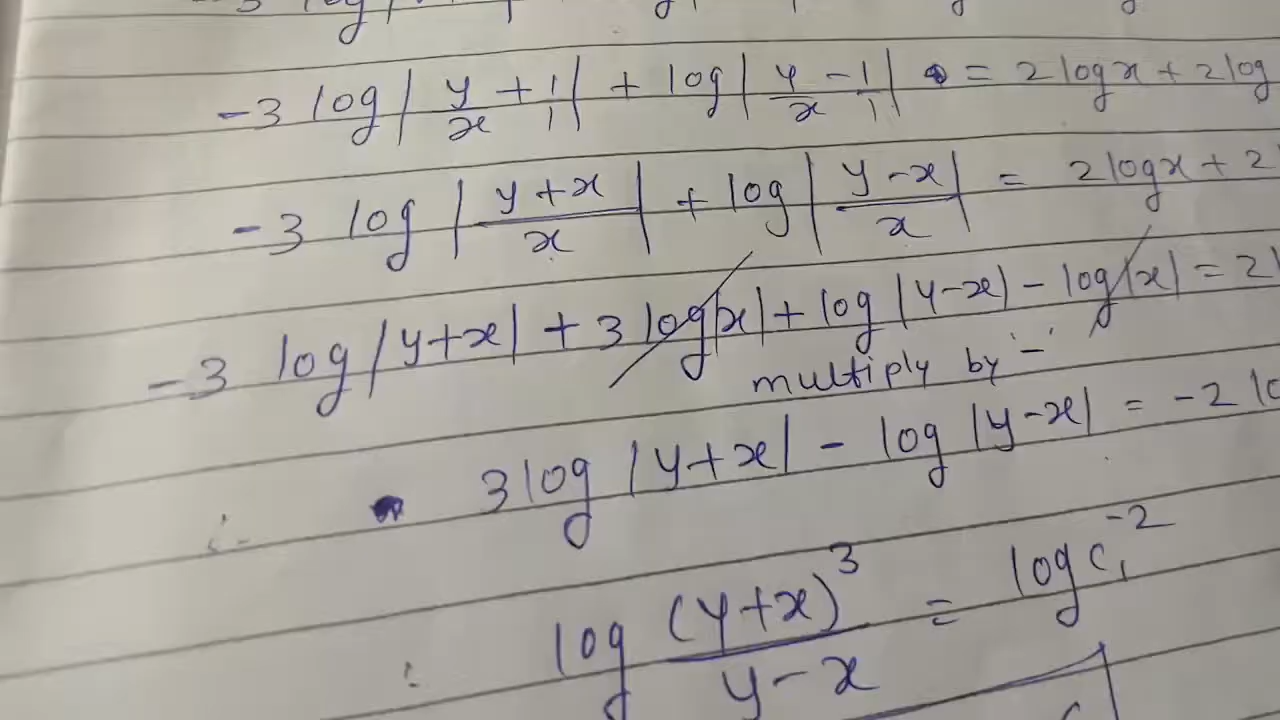 -3 log|y/x + 1/1| + log|y/x - 1/1| = 2 log x + 2 log
-3 log|(y+x)/x| + log|(y-x)/x| = 2 log x + 2
-3 log|y+x| + 3 log|x| + log|y-x| - log|x| = 2
multiply by '-'
∴ 3 log|y+x| - log|y-x| = -2 lo
∴ log (y+x)³/(y-x) = log c₁⁻²